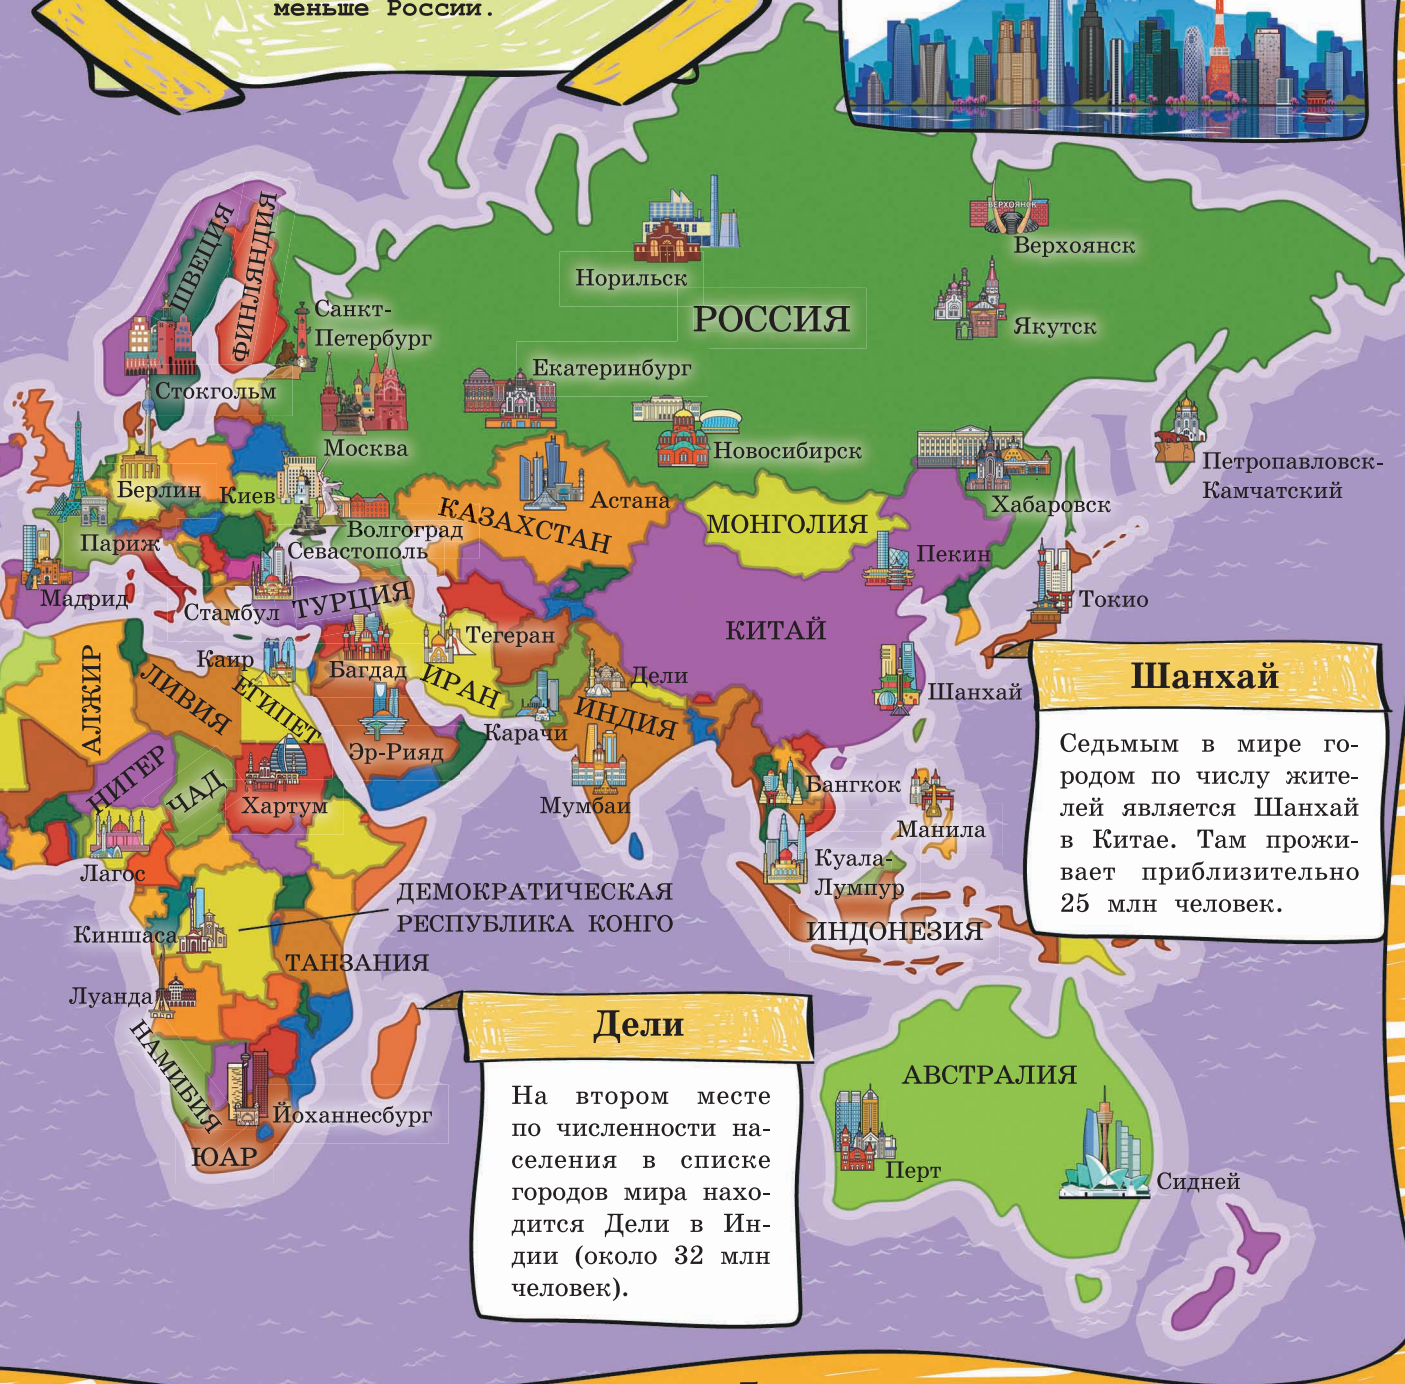 меньше России.
ШВЕЦИЯ
ФИНЛЯНДИЯ
Норильск
ВЕРХОЯНСК
Верхоянск
РОССИЯ
Якутск
Санкт-
Петербург
Екатеринбург
Стокгольм
Москва
Новосибирск
Петропавловск-
Камчатский
Берлин
Киев
Астана
КАЗАХСТАН
МОНГОЛИЯ
Хабаровск
Волгоград
Париж
Севастополь
Пекин
Мадрид
Стамбул
ТУРЦИЯ
Токио
Тегеран
КИТАЙ
Каир
Багдад
ИРАН
Дели
Шанхай
АЛЖИР
ЛИВИЯ
ЕГИПЕТ
Карачи
ИНДИЯ
Эр-Рияд
НИГЕР
ЧАД
Хартум
Мумбаи
Бангкок
Манила
Лагос
Куала-
Лумпур
ДЕМОКРАТИЧЕСКАЯ
РЕСПУБЛИКА КОНГО
Киншаса
ИНДОНЕЗИЯ
ТАНЗАНИЯ
Луанда
НАМИБИЯ
Йоханнесбург
ЮАР
АВСТРАЛИЯ
Перт
Сидней
Шанхай
Седьмым в мире го-
родом по числу жите-
лей является Шанхай
в Китае. Там прожи-
вает приблизительно
25 млн человек.
Дели
На втором месте
по численности на-
селения в списке
городов мира нахо-
дится Дели в Ин-
дии (около 32 млн
человек).